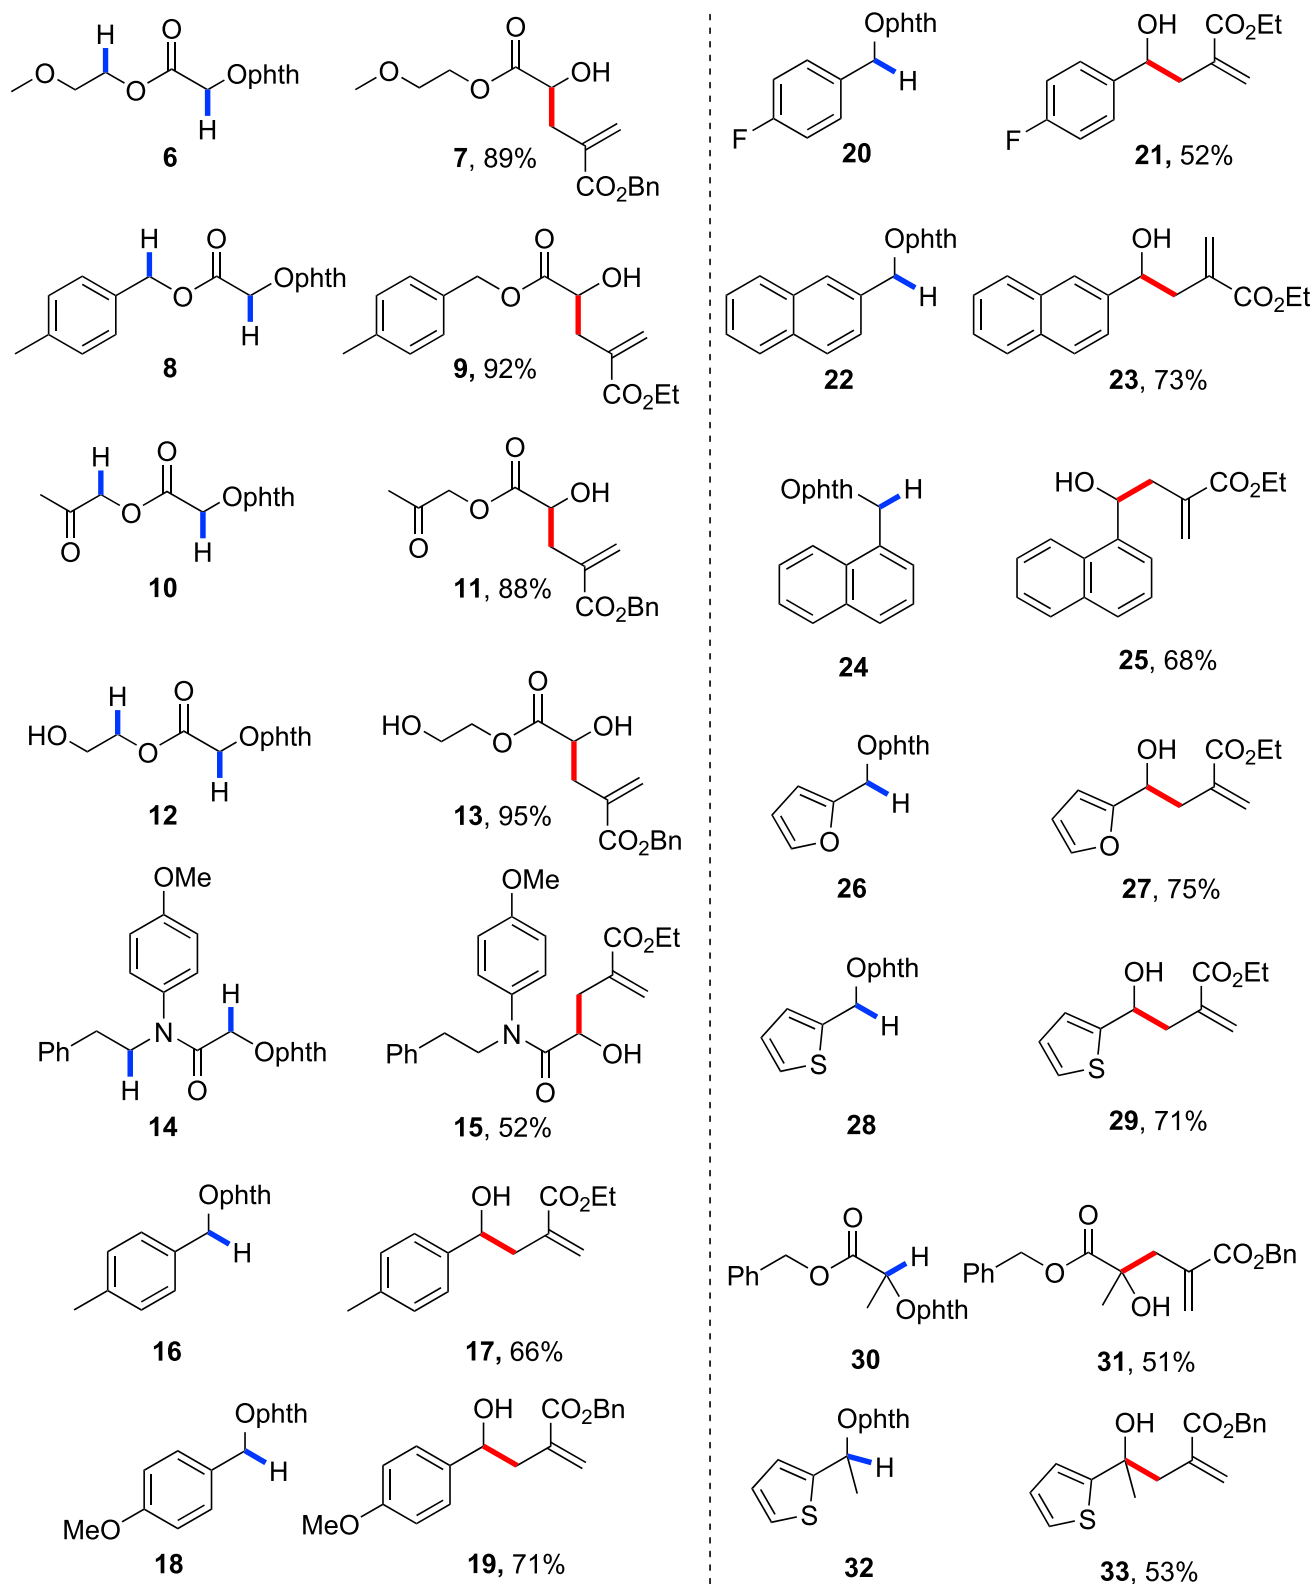 H O OPhth
O O
H
6
O O OH
O
CO2Bn
7, 89%
H O Ophth
O
H
8
O OH
O
CO2Et
9, 92%
H O Ophth
O
O H
10
O OH
O
O
CO2Bn
11, 88%
H O Ophth
HO O
H
12
O OH
HO O
CO2Bn
13, 95%
OMe
H
N
Ph Ophth
H O
14
OMe
CO2Et
N
Ph OH
O
15, 52%
Ophth
H
16
OH CO2Et
17, 66%
Ophth
H
MeO
18
OH CO2Bn
MeO
19, 71%
Ophth
H
F
20
OH CO2Et
F
21, 52%
Ophth
H
22
OH
CO2Et
23, 73%
Ophth H
24
HO CO2Et
25, 68%
Ophth
H
O
26
OH CO2Et
O
27, 75%
Ophth
H
S
28
OH CO2Et
S
29, 71%
O H
Ph O
Ophth
30
O
Ph O CO2Bn
OH
31, 51%
Ophth
H
S
32
OH CO2Bn
S
33, 53%